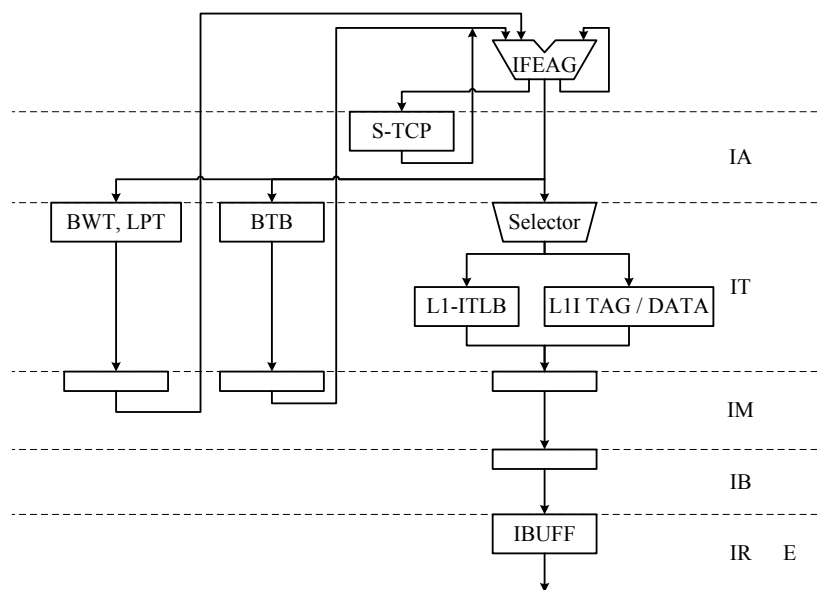 IFEAG
S-TCP
IA
BWT, LPT
BTB
Selector
IT
L1-ITLB
L1I TAG / DATA
IM
IB
IBUFF
IR E